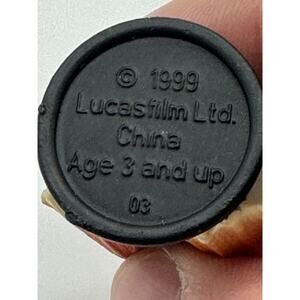 © 1999
Lucasfilm Ltd.
China
Age 3 and up
03